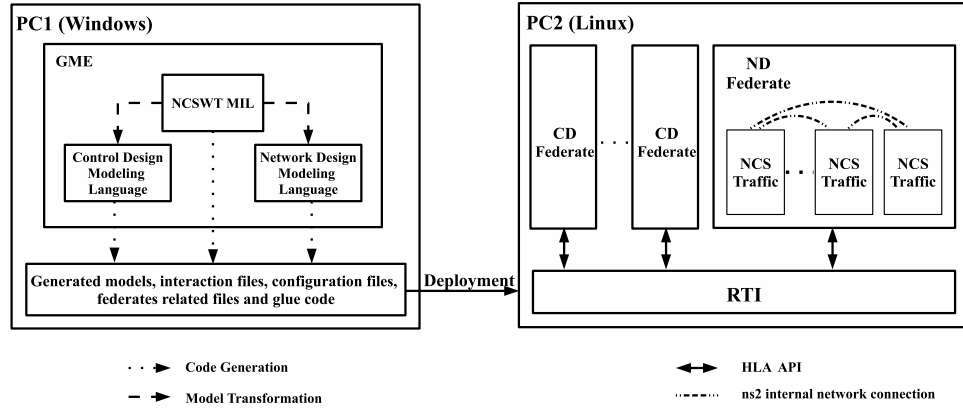 PC1 (Windows)
GME
NCSWT MIL
Control Design
Modeling
Language
Network Design
Modeling
Language
Generated models, interaction files, configuration files,
federates related files and glue code
Deployment
PC2 (Linux)
CD
Federate
CD
Federate
ND
Federate
NCS
Traffic
NCS
Traffic
NCS
Traffic
RTI
Code Generation
Model Transformation
HLA API
ns2 internal network connection